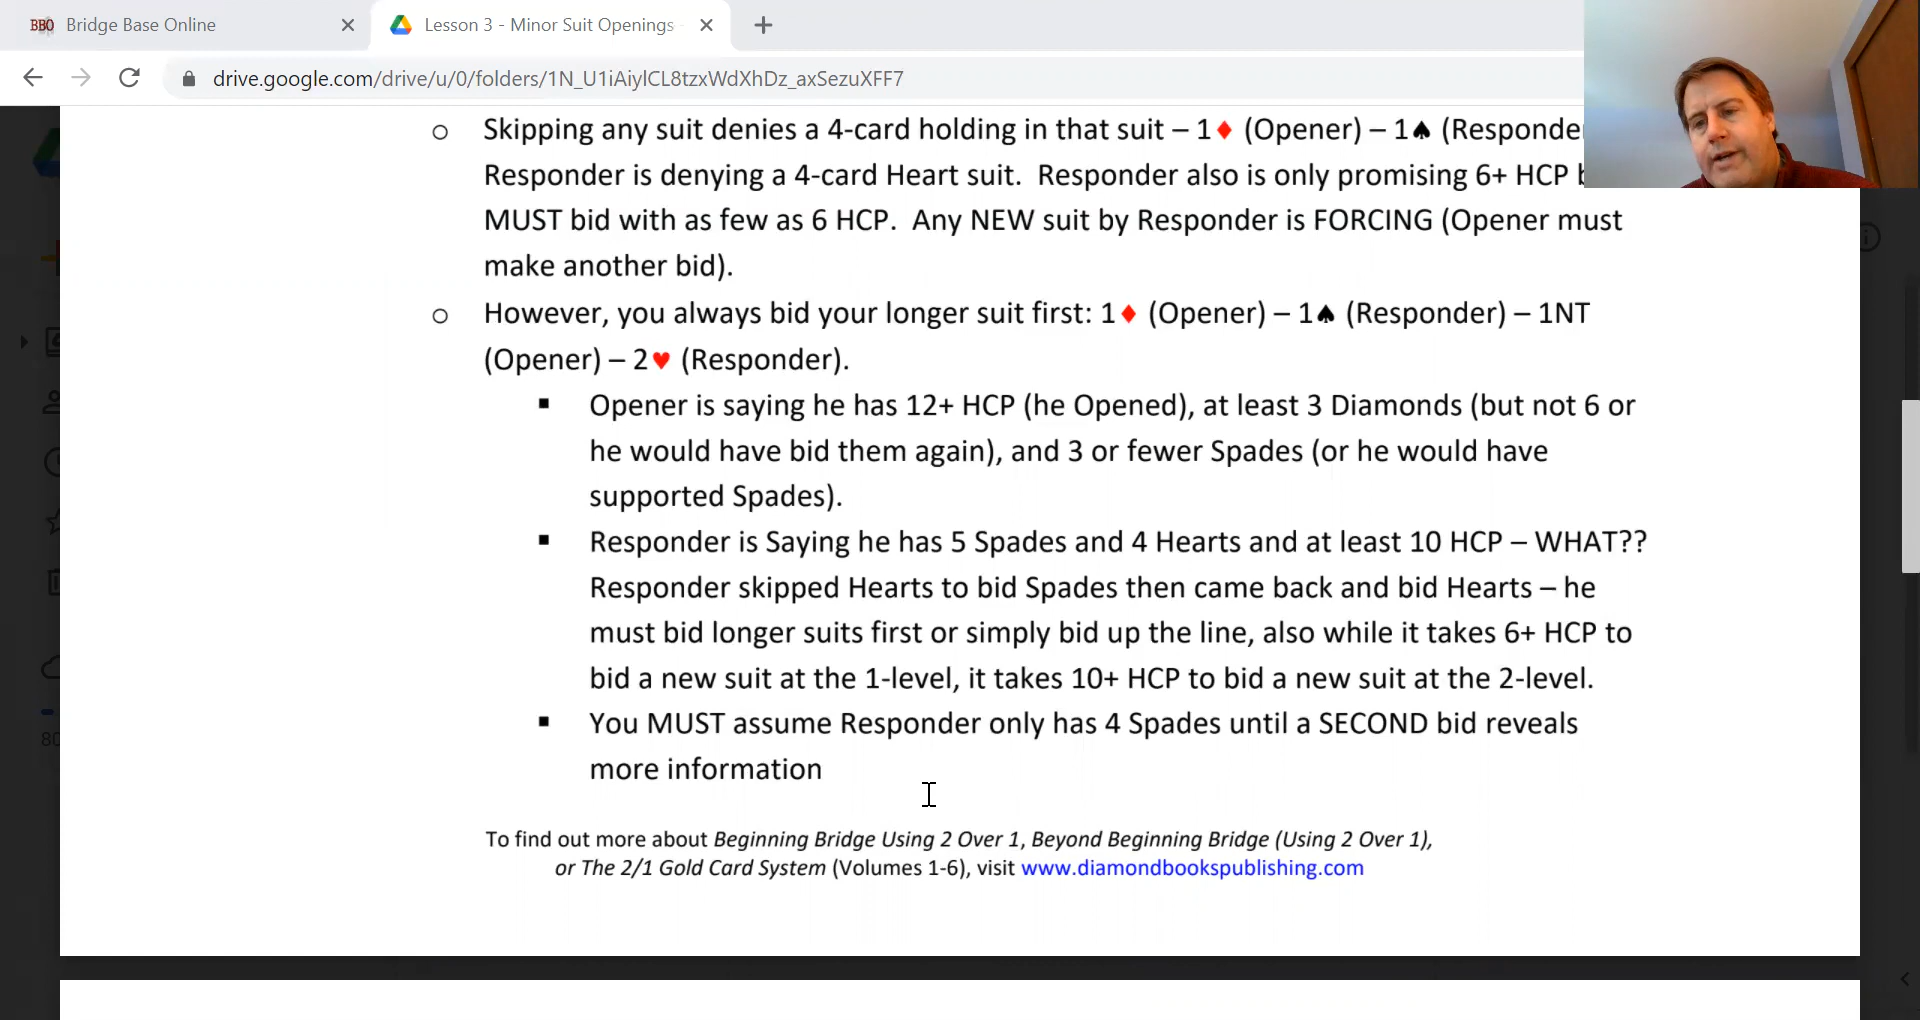 BBO Bridge Base Online
Lesson 3 - Minor Suit Openings
drive.google.com/drive/u/0/folders/1N_U1iAiylCL8tzxWdXhDz_axSezuXFF7
○ Skipping any suit denies a 4-card holding in that suit – 1♦ (Opener) – 1♠
Responder is denying a 4-card Heart suit. Responder also is only promising 6+ HCP
MUST bid with as few as 6 HCP. Any NEW suit by Responder is FORCING (Opener must
make another bid).
○ However, you always bid your longer suit first: 1♦ (Opener) – 1♠ (Responder) – 1NT
(Opener) – 2♥ (Responder).
▪ Opener is saying he has 12+ HCP (he Opened), at least 3 Diamonds (but not 6 or
he would have bid them again), and 3 or fewer Spades (or he would have
supported Spades).
▪ Responder is Saying he has 5 Spades and 4 Hearts and at least 10 HCP – WHAT??
Responder skipped Hearts to bid Spades then came back and bid Hearts – he
must bid longer suits first or simply bid up the line, also while it takes 6+ HCP to
bid a new suit at the 1-level, it takes 10+ HCP to bid a new suit at the 2-level.
▪ You MUST assume Responder only has 4 Spades until a SECOND bid reveals
more information
To find out more about Beginning Bridge Using 2 Over 1, Beyond Beginning Bridge (Using 2 Over 1),
or The 2/1 Gold Card System (Volumes 1-6), visit www.diamondbookspublishing.com